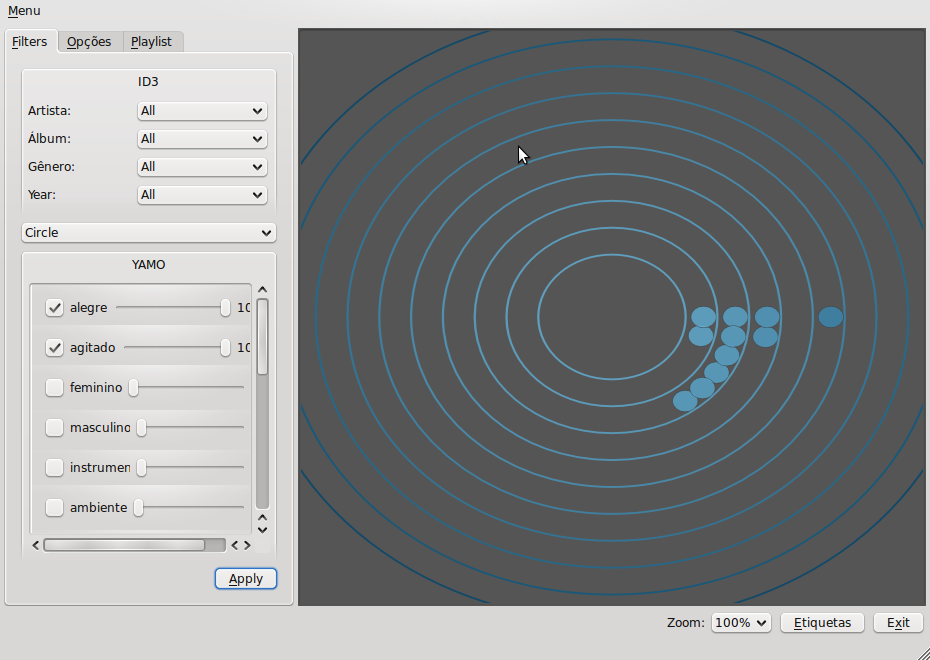 Menu
Filters Opções Playlist
ID3
Artista: All
Álbum: All
Gênero: All
Year: All
Circle
YAMO
alegre 10
agitado 10
feminino
masculino
instrumen
ambiente
Apply
Zoom: 100% Etiquetas Exit